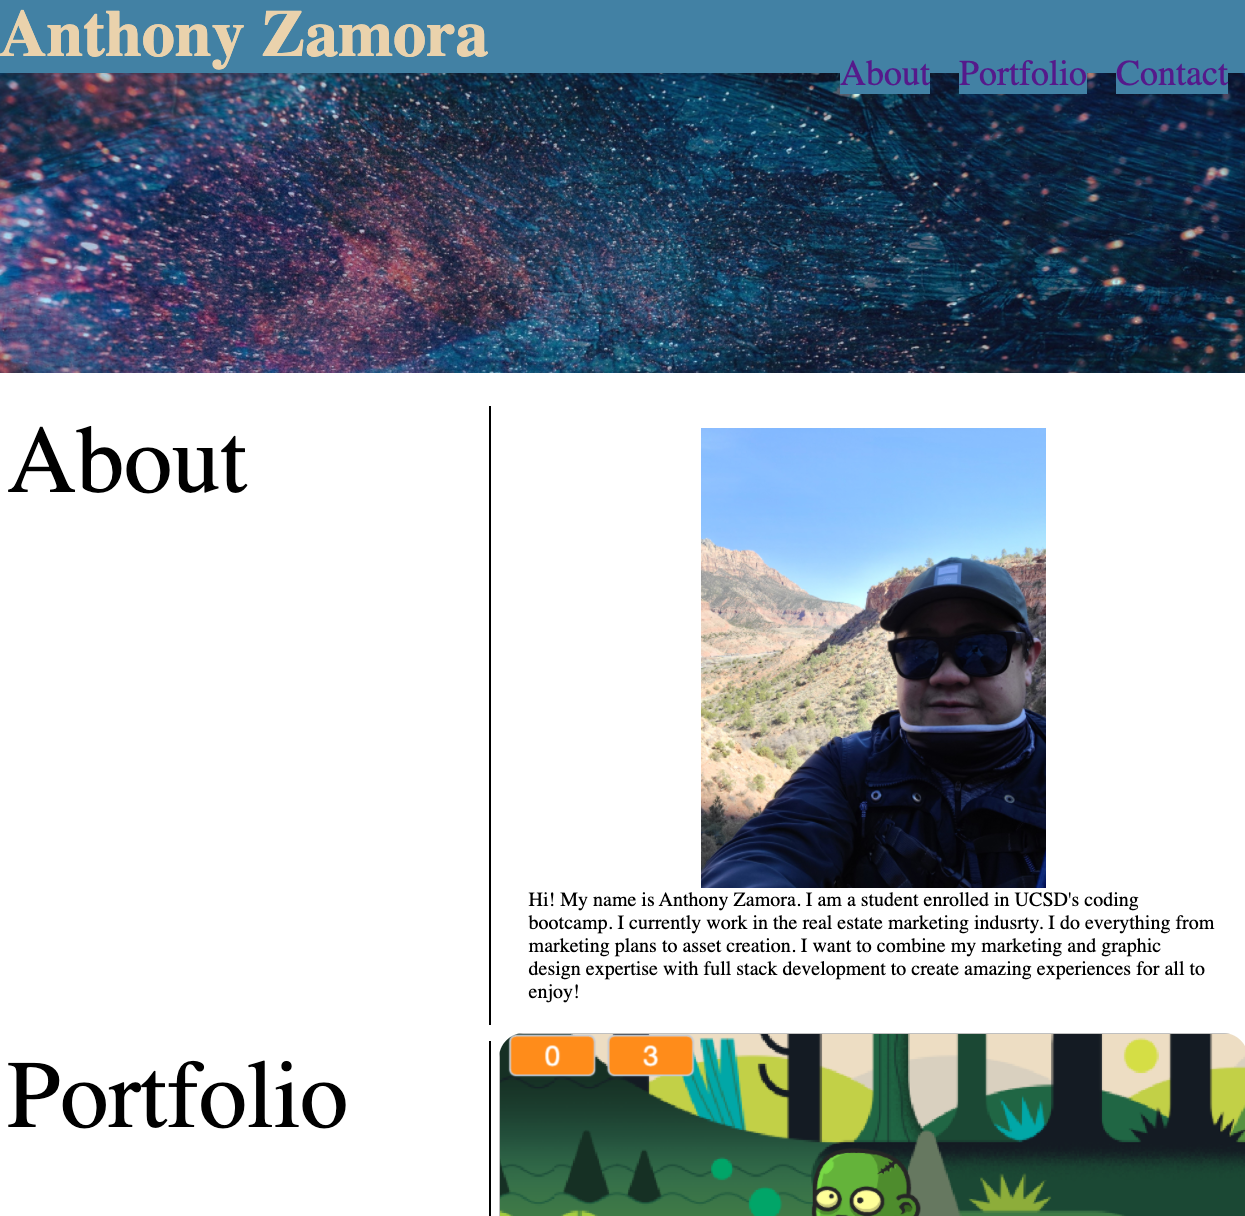 Anthony Zamora
About Portfolio Contact
About
Hi! My name is Anthony Zamora. I am a student enrolled in UCSD's coding
bootcamp. I currently work in the real estate marketing indusrty. I do everything from
marketing plans to asset creation. I want to combine my marketing and graphic
design expertise with full stack development to create amazing experiences for all to
enjoy!
Portfolio
0 3